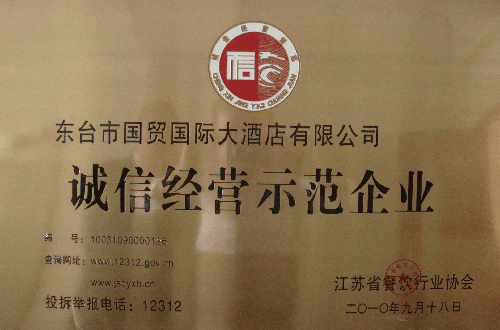 信
东台市国贸国际大酒店有限公司
诚信经营示范企业
编 号：10031090000136
查询网址：www.12312.gov.cn
www.jscyxh.cn
投拆举报电话：12312
江苏省餐饮行业协会
二〇一〇年九月十八日